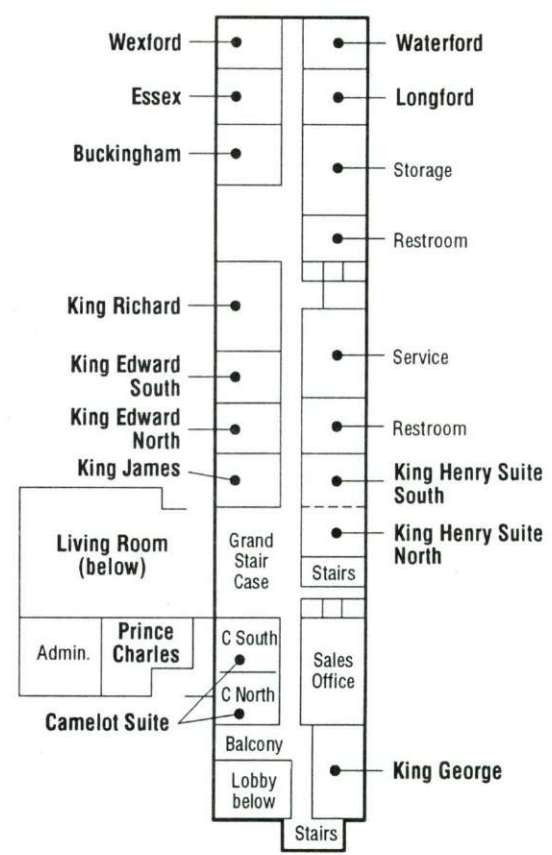 Wexford
Waterford
Essex
Longford
Buckingham
Storage
Restroom
King Richard
King Edward
South
Service
King Edward
North
Restroom
King James
King Henry Suite
South
Living Room
(below)
Grand
Stair
Case
King Henry Suite
North
Stairs
Admin.
Prince
Charles
C South
Sales
Office
C North
Camelot Suite
Balcony
King George
Lobby
below
Stairs